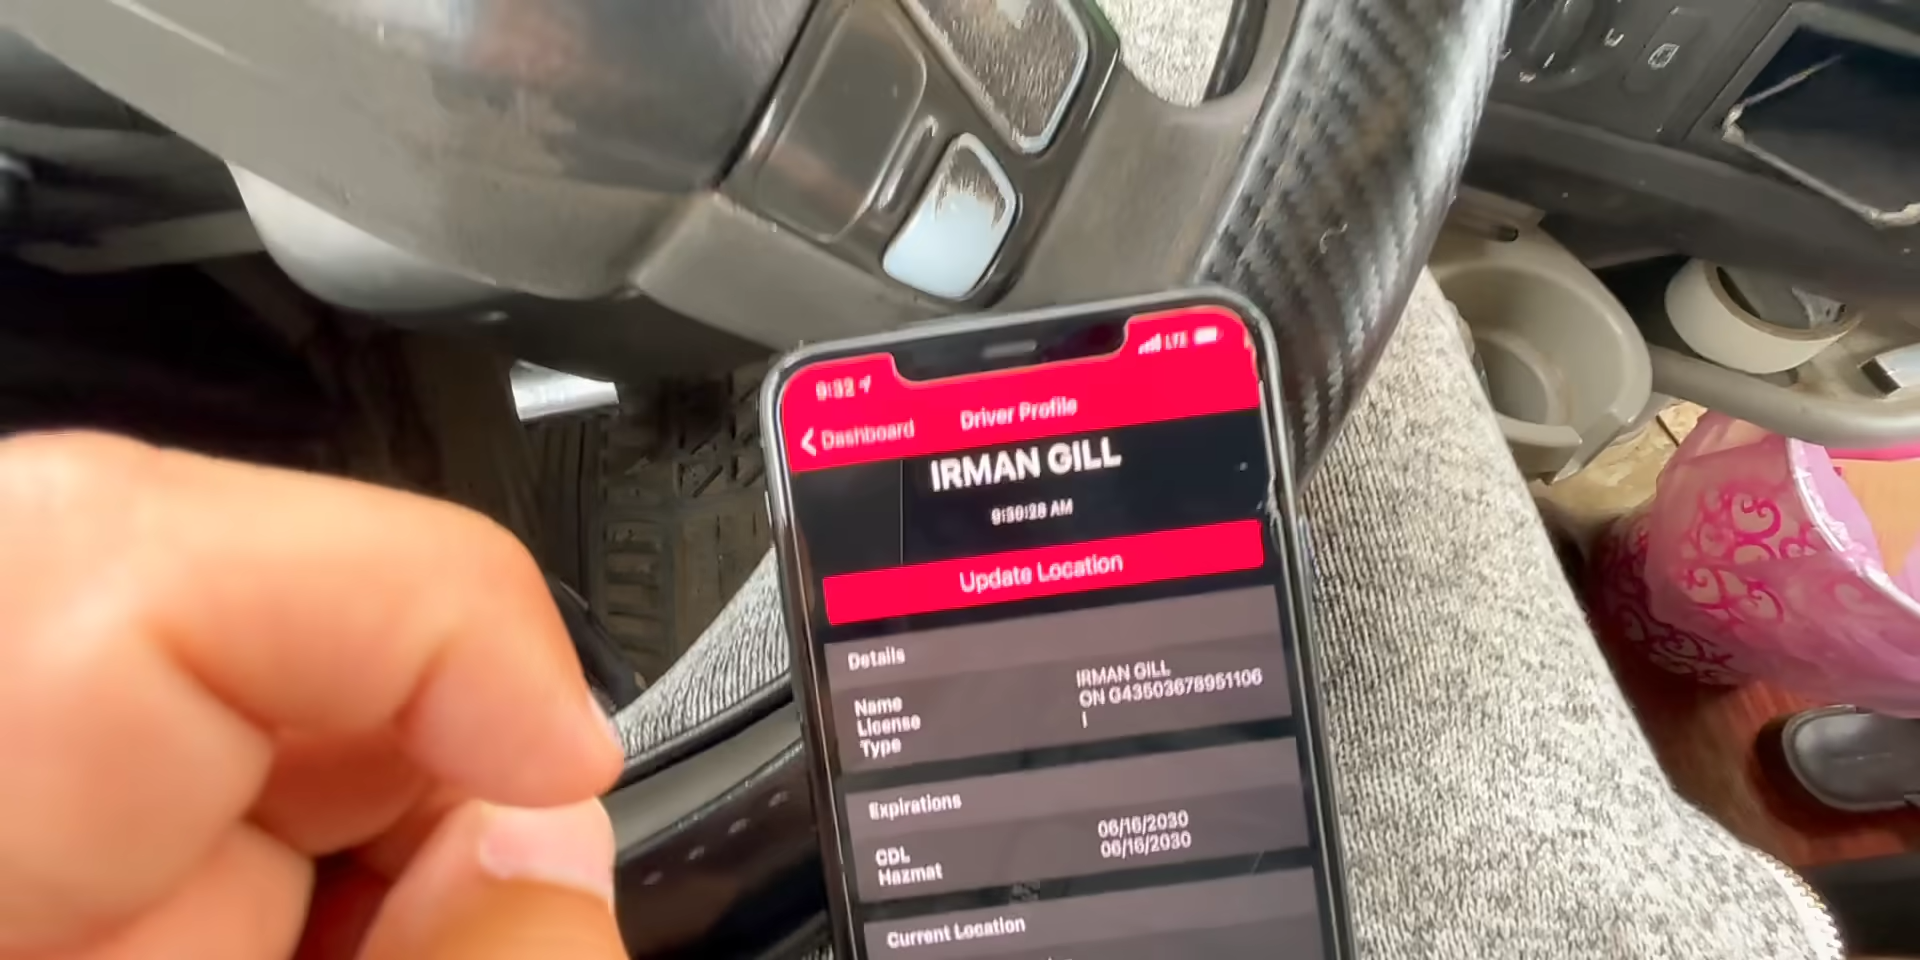 9:32
LTE
Dashboard
Driver Profile
IRMAN GILL
9:30:28 AM
Update Location
Details
Name
IRMAN GILL
License
ON G43503678951106
Type
I
Expirations
CDL
06/16/2030
Hazmat
06/16/2030
Current Location